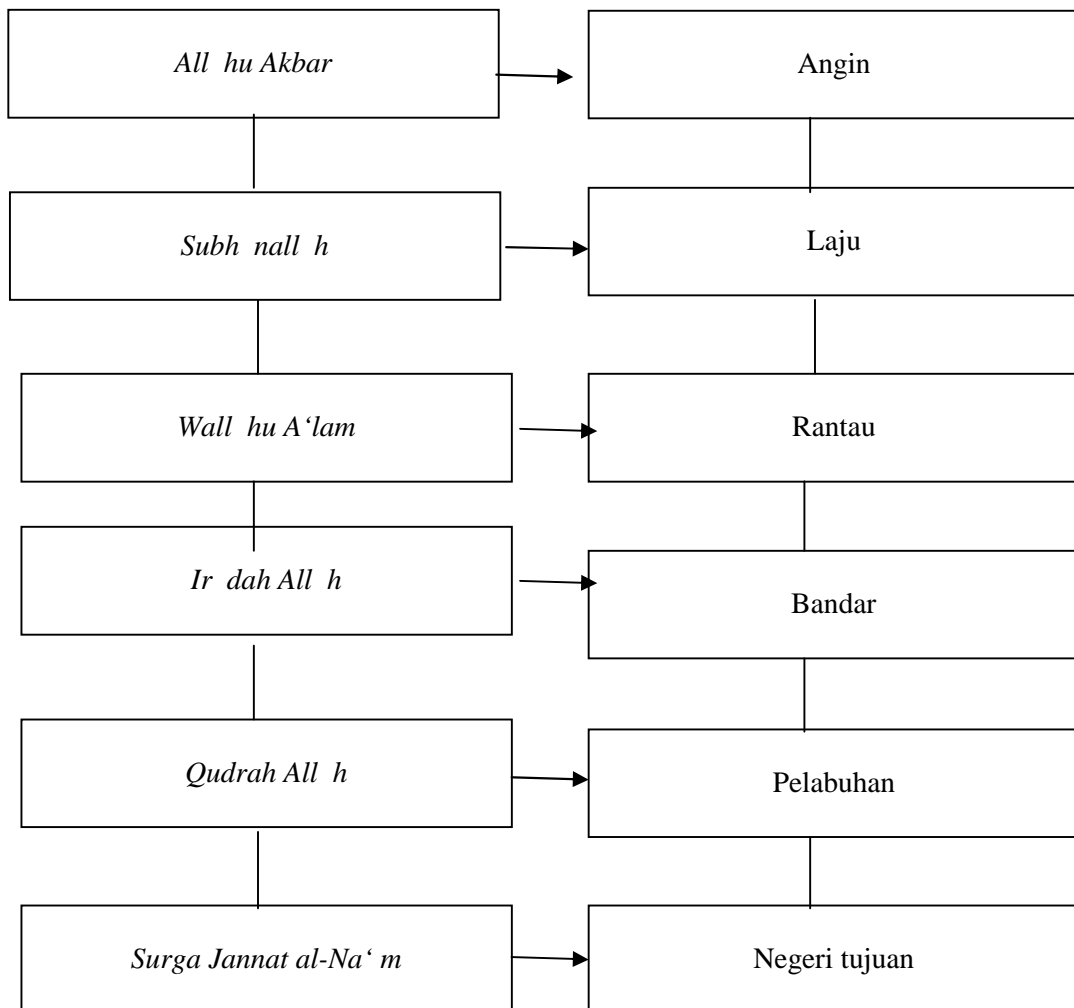 All hu Akbar
Angin
Subh nall h
Laju
Wall hu A‘lam
Rantau
Ir dah All h
Bandar
Qudrah All h
Pelabuhan
Surga Jannat al-Na‘ m
Negeri tujuan